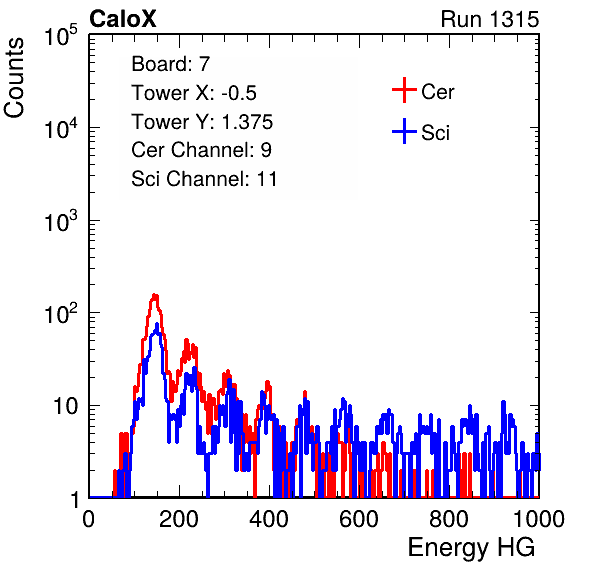 CaloX Run 1315
Counts
10^5
10^4
10^3
10^2
10
1
Board: 7
Tower X: -0.5
Tower Y: 1.375
Cer Channel: 9
Sci Channel: 11
Cer
Sci
0 200 400 600 800 1000
Energy HG